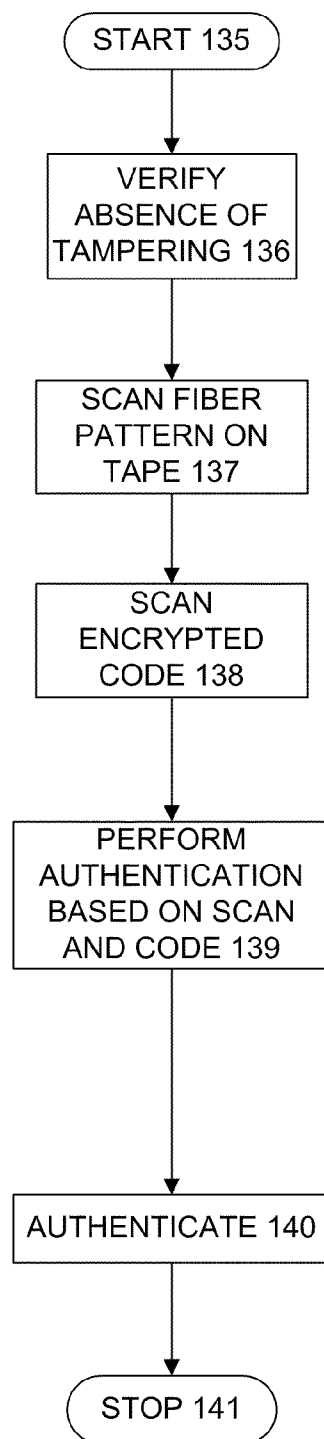 START 135
VERIFY
ABSENCE OF
TAMPERING 136
SCAN FIBER
PATTERN ON
TAPE 137
SCAN
ENCRYPTED
CODE 138
PERFORM
AUTHENTICATION
BASED ON SCAN
AND CODE 139
AUTHENTICATE 140
STOP 141